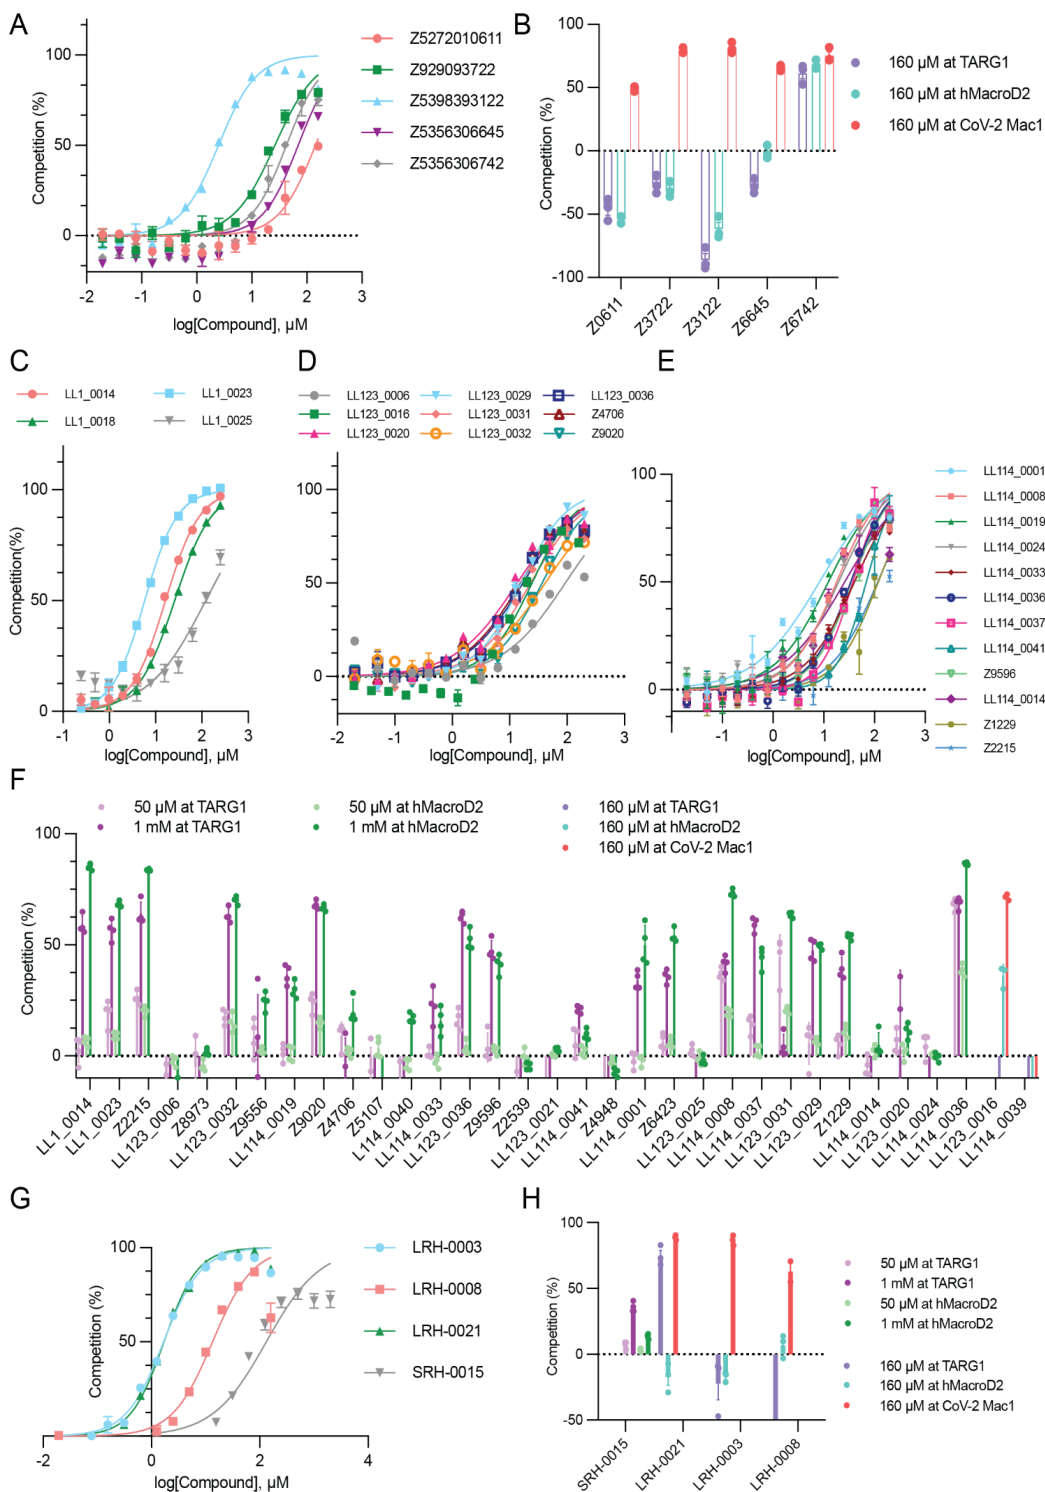 A
Z5272010611
Z929093722
Z5398393122
Z5356306645
Z5356306742
Competition (%)
100
50
0
-2
-1
0
1
2
3
log[Compound], µM
B
160 µM at TARG1
160 µM at hMacroD2
160 µM at CoV-2 Mac1
Competition (%)
100
50
0
-50
-100
Z0611
Z3722
Z3122
Z6645
Z6742
C
LL1_0014
LL1_0023
LL1_0018
LL1_0025
Competition(%)
100
50
0
-1
0
1
2
3
log[Compound], µM
D
LL123_0006
LL123_0029
LL123_0036
LL123_0016
LL123_0031
Z4706
LL123_0020
LL123_0032
Z9020
100
50
0
-2
-1
0
1
2
3
log[Compound], µM
E
LL114_0001
LL114_0008
LL114_0019
LL114_0024
LL114_0033
LL114_0036
LL114_0037
LL114_0041
Z9596
LL114_0014
Z1229
Z2215
100
50
0
-1
0
1
2
3
log[Compound], µM
F
50 µM at TARG1
50 µM at hMacroD2
160 µM at TARG1
1 mM at TARG1
1 mM at hMacroD2
160 µM at hMacroD2
160 µM at CoV-2 Mac1
Competition (%)
100
50
0
LL1_0014
LL1_0023
Z2215
LL123_0006
Z8973
LL123_0032
Z9556
LL114_0019
Z9020
Z4706
Z5107
L114_0040
LL114_0033
LL123_0036
Z9596
Z2539
LL123_0021
LL114_0041
Z4948
LL114_0001
Z6423
LL123_0025
LL114_0008
LL114_0037
LL123_0031
LL123_0029
Z1229
LL114_0014
LL123_0020
LL114_0024
LL114_0036
LL123_0016
LL114_0039
G
LRH-0003
LRH-0008
LRH-0021
SRH-0015
Competition (%)
100
50
-2
0
2
4
log[Compound], µM
H
50 µM at TARG1
1 mM at TARG1
50 µM at hMacroD2
1 mM at hMacroD2
160 µM at TARG1
160 µM at hMacroD2
160 µM at CoV-2 Mac1
Competition (%)
100
50
0
-50
SRH-0015
LRH-0021
LRH-0003
LRH-0008